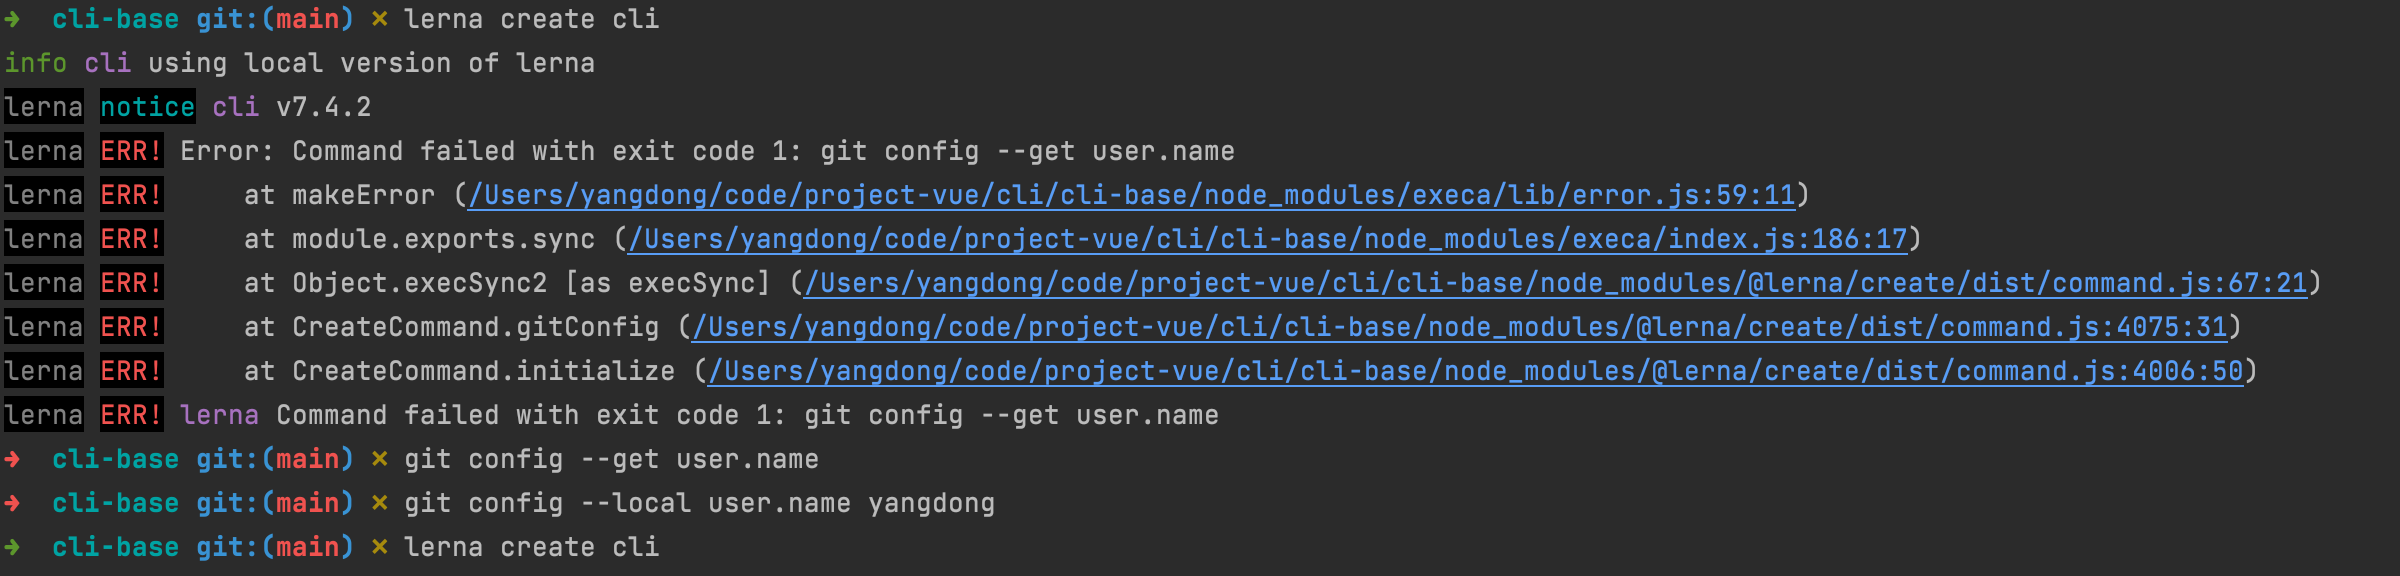 ➜  cli-base git:(main) ✗ lerna create cli
info cli using local version of lerna
lerna notice cli v7.4.2
lerna ERR! Error: Command failed with exit code 1: git config --get user.name
lerna ERR!     at makeError (/Users/yangdong/code/project-vue/cli/cli-base/node_modules/execa/lib/error.js:59:11)
lerna ERR!     at module.exports.sync (/Users/yangdong/code/project-vue/cli/cli-base/node_modules/execa/index.js:186:17)
lerna ERR!     at Object.execSync2 [as execSync] (/Users/yangdong/code/project-vue/cli/cli-base/node_modules/@lerna/create/dist/command.js:67:21)
lerna ERR!     at CreateCommand.gitConfig (/Users/yangdong/code/project-vue/cli/cli-base/node_modules/@lerna/create/dist/command.js:4075:31)
lerna ERR!     at CreateCommand.initialize (/Users/yangdong/code/project-vue/cli/cli-base/node_modules/@lerna/create/dist/command.js:4006:50)
lerna ERR! lerna Command failed with exit code 1: git config --get user.name
➜  cli-base git:(main) ✗ git config --get user.name
➜  cli-base git:(main) ✗ git config --local user.name yangdong
➜  cli-base git:(main) ✗ lerna create cli